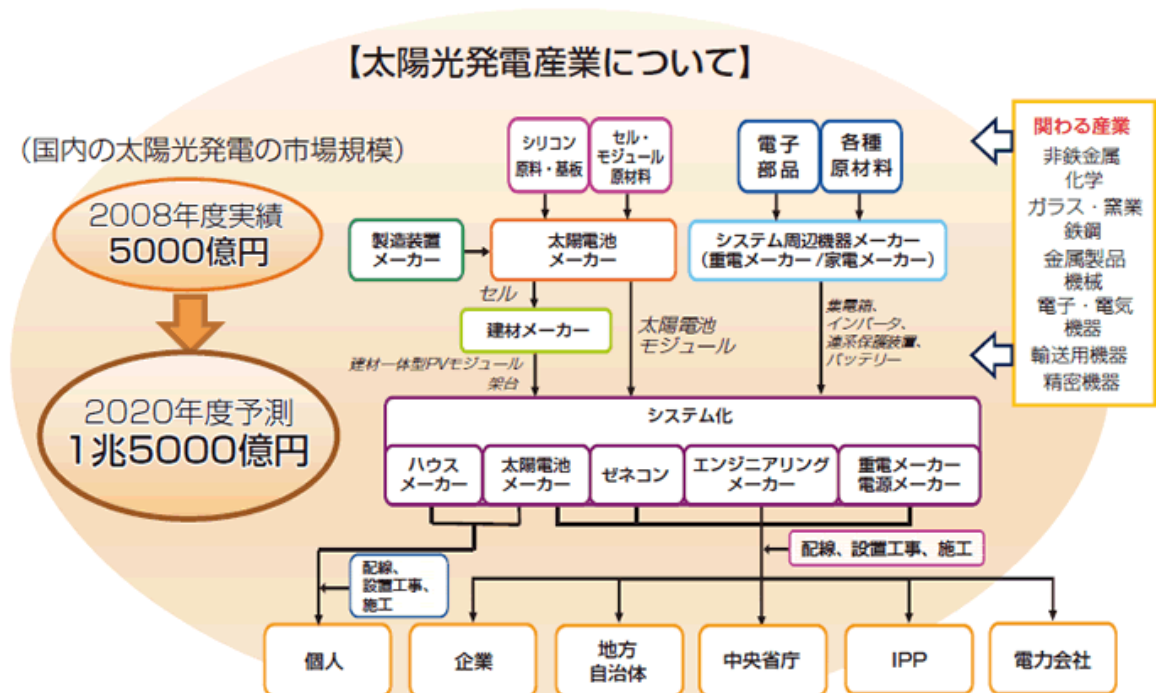 【太陽光発電産業について】
(国内の太陽光発電の市場規模)
2008年度実績
5000億円
2020年度予測
1兆5000億円
シリコン
原料・基板
セル・
モジュール
原材料
電子
部品
各種
原材料
製造装置
メーカー
太陽電池
メーカー
システム周辺機器メーカー
(重電メーカー/家電メーカー)
セル
建材メーカー
太陽電池
モジュール
集電箱、
インバータ、
連系保護装置、
バッテリー
建材一体型PVモジュール
架台
システム化
ハウス
メーカー
太陽電池
メーカー
ゼネコン
エンジニアリング
メーカー
重電メーカー
電源メーカー
配線、
設置工事、
施工
配線、設置工事、施工
個人
企業
地方
自治体
中央省庁
IPP
電力会社
関わる産業
非鉄金属
化学
ガラス・窯業
鉄鋼
金属製品
機械
電子・電気
機器
輸送用機器
精密機器